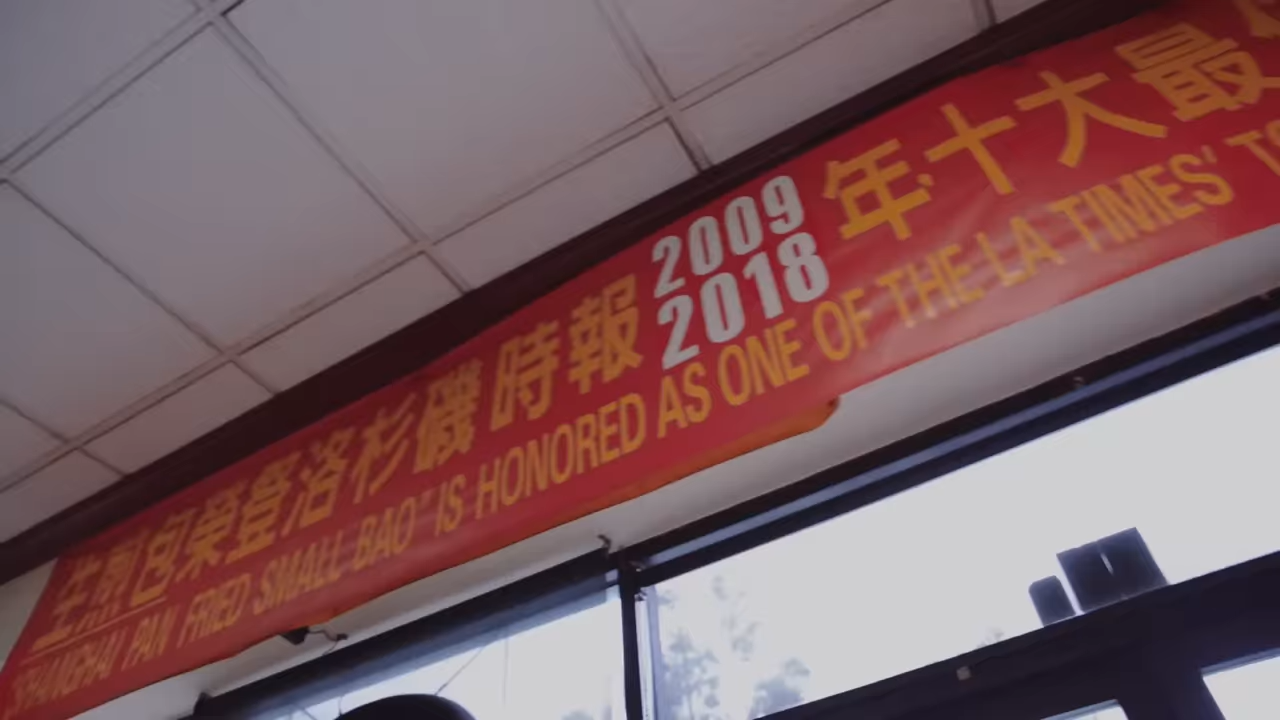 生煎包榮登洛杉磯時報 2009 2018 年十大最
SHANGHAI PAN FRIED SMALL BAO" IS HONORED AS ONE OF THE LA TIMES'